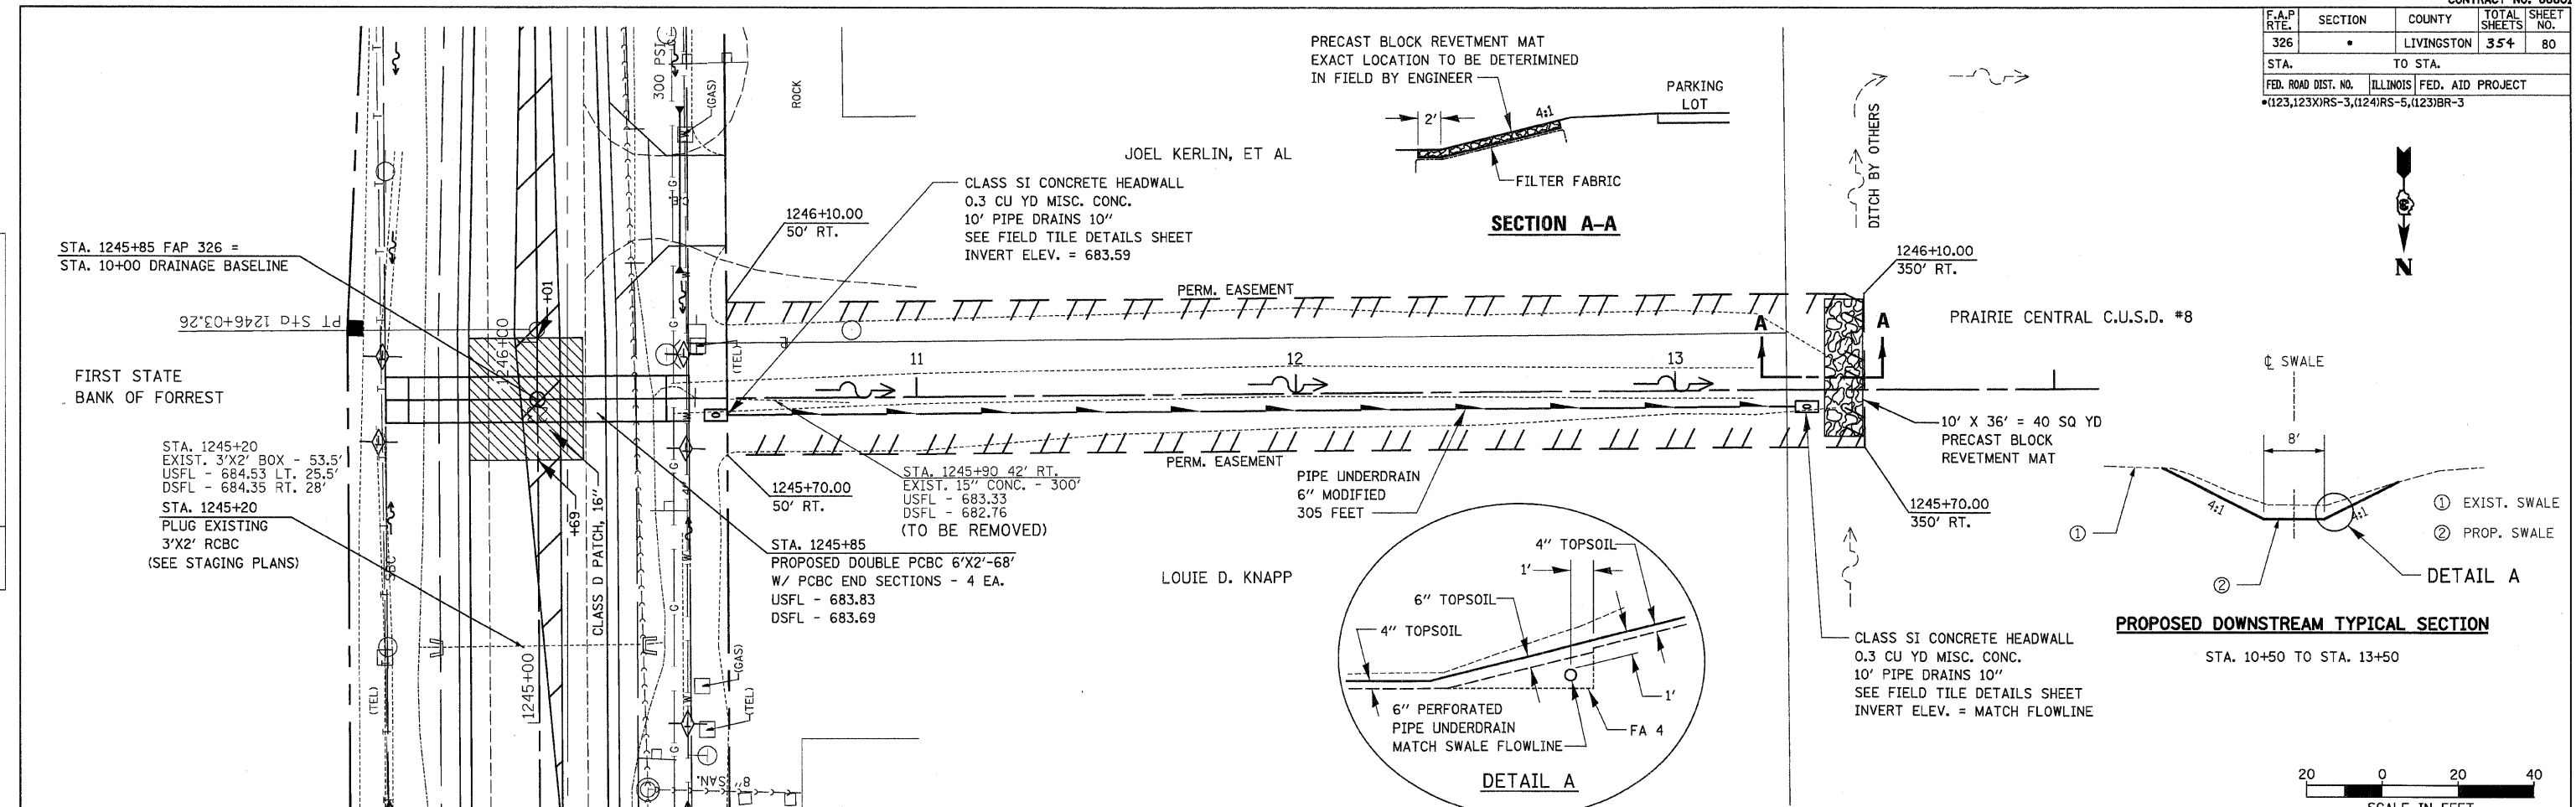 F.A.P. RTE. SECTION COUNTY TOTAL SHEETS SHEET NO.
326 • LIVINGSTON 354 80
STA. TO STA.
FED. ROAD DIST. NO. ILLINOIS FED. AID PROJECT
•(123,123X)RS-3,(124)RS-5,(123)BR-3
N
PRECAST BLOCK REVETMENT MAT
EXACT LOCATION TO BE DETERIMINED
IN FIELD BY ENGINEER
PARKING
LOT
2'
4:1
FILTER FABRIC
SECTION A-A
DITCH BY OTHERS
300 PSI
(GAS)
ROCK
JOEL KERLIN, ET AL
CLASS SI CONCRETE HEADWALL
0.3 CU YD MISC. CONC.
10' PIPE DRAINS 10"
SEE FIELD TILE DETAILS SHEET
INVERT ELEV. = 683.59
1246+10.00
50' RT.
STA. 1245+85 FAP 326 =
STA. 10+00 DRAINAGE BASELINE
PT Sta 1246+03.26
+01
1246+00
(TEL)
PERM. EASEMENT
1246+10.00
350' RT.
A A
PRAIRIE CENTRAL C.U.S.D. #8
11 12 13
FIRST STATE
BANK OF FORREST
10' X 36' = 40 SQ YD
PRECAST BLOCK
REVETMENT MAT
PERM. EASEMENT
STA. 1245+20
EXIST. 3'X2' BOX - 53.5'
USFL - 684.53 LT. 25.5'
DSFL - 684.35 RT. 28'
STA. 1245+20
PLUG EXISTING
3'X2' RCBC
(SEE STAGING PLANS)
+69
CLASS D PATCH, 16"
1245+70.00
50' RT.
STA. 1245+90 42' RT.
EXIST. 15" CONC. - 300'
USFL - 683.33
DSFL - 682.76
(TO BE REMOVED)
PIPE UNDERDRAIN
6" MODIFIED
305 FEET
1245+70.00
350' RT.
STA. 1245+85
PROPOSED DOUBLE PCBC 6'X2'-68'
W/ PCBC END SECTIONS - 4 EA.
USFL - 683.83
DSFL - 683.69
LOUIE D. KNAPP
1245+00
(TEL)
(GAS)
(TEL)
8" SAN.
4" TOPSOIL
1'
6" TOPSOIL
4" TOPSOIL
1'
6" PERFORATED
PIPE UNDERDRAIN
MATCH SWALE FLOWLINE
FA 4
DETAIL A
CLASS SI CONCRETE HEADWALL
0.3 CU YD MISC. CONC.
10' PIPE DRAINS 10"
SEE FIELD TILE DETAILS SHEET
INVERT ELEV. = MATCH FLOWLINE
℄ SWALE
8'
4:1
4:1
① EXIST. SWALE
② PROP. SWALE
①
②
DETAIL A
PROPOSED DOWNSTREAM TYPICAL SECTION
STA. 10+50 TO STA. 13+50
20 0 20 40
SCALE IN FEET